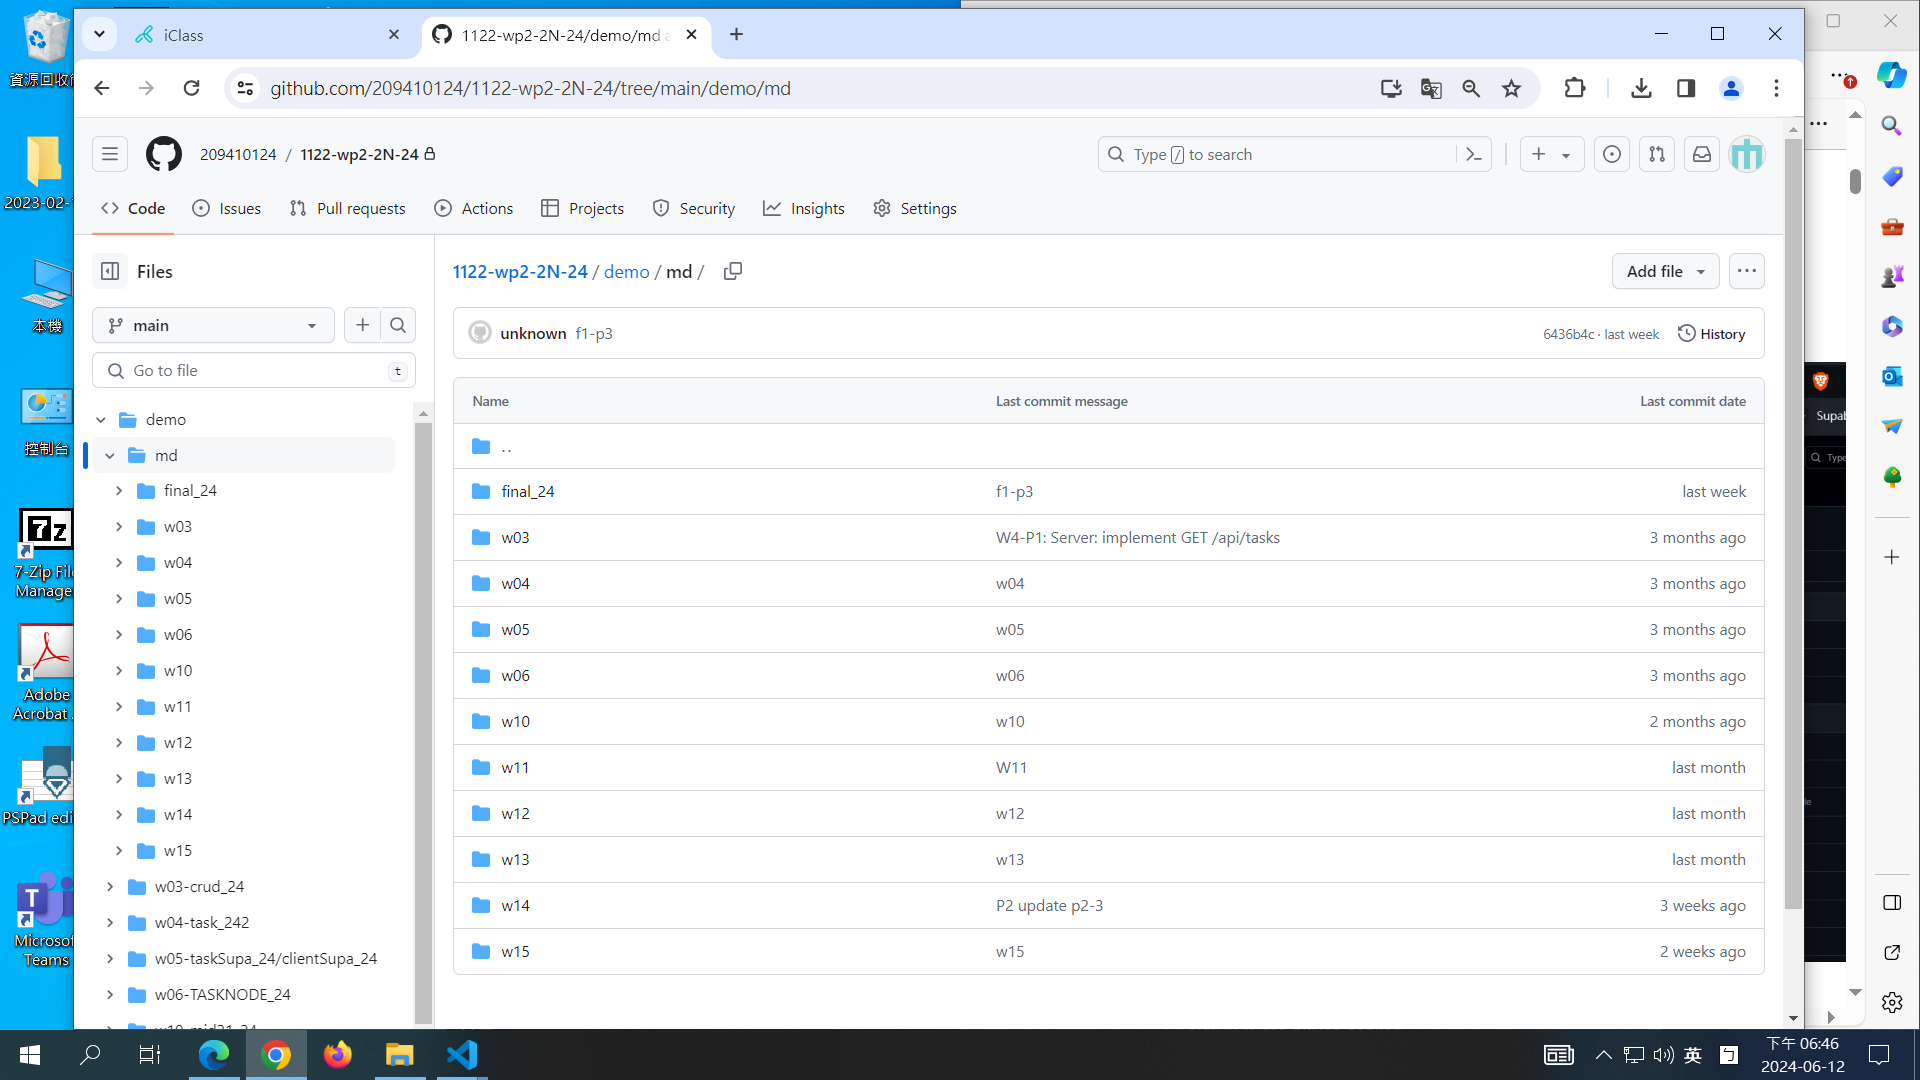 iClass
1122-wp2-2N-24/demo/md a
github.com/209410124/1122-wp2-2N-24/tree/main/demo/md
209410124 / 1122-wp2-2N-24
Type / to search
Code
Issues
Pull requests
Actions
Projects
Security
Insights
Settings
Files
main
Go to file
t
demo
md
final_24
w03
w04
w05
w06
w10
w11
w12
w13
w14
w15
w03-crud_24
w04-task_242
w05-taskSupa_24/clientSupa_24
w06-TASKNODE_24
1122-wp2-2N-24 / demo / md /
Add file
unknown f1-p3
6436b4c · last week
History
Name Last commit message Last commit date
..
final_24 f1-p3 last week
w03 W4-P1: Server: implement GET /api/tasks 3 months ago
w04 w04 3 months ago
w05 w05 3 months ago
w06 w06 3 months ago
w10 w10 2 months ago
w11 W11 last month
w12 w12 last month
w13 w13 last month
w14 P2 update p2-3 3 weeks ago
w15 w15 2 weeks ago
資源回收
2023-02-
本機
控制台
7z
7-Zip File
Manage
Adobe
Acrobat
PSPad edi
T
Microsof
Teams
Supab
Type
英
ㄅ
下午 06:46
2024-06-12